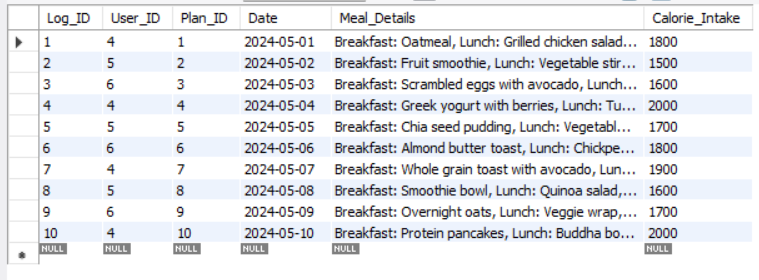 Log_ID User_ID Plan_ID Date Meal_Details Calorie_Intake
1 4 1 2024-05-01 Breakfast: Oatmeal, Lunch: Grilled chicken salad... 1800
2 5 2 2024-05-02 Breakfast: Fruit smoothie, Lunch: Vegetable stir... 1500
3 6 3 2024-05-03 Breakfast: Scrambled eggs with avocado, Lunch... 1600
4 4 4 2024-05-04 Breakfast: Greek yogurt with berries, Lunch: Tu... 2000
5 5 5 2024-05-05 Breakfast: Chia seed pudding, Lunch: Vegetabl... 1700
6 6 6 2024-05-06 Breakfast: Almond butter toast, Lunch: Chickpe... 1800
7 4 7 2024-05-07 Breakfast: Whole grain toast with avocado, Lun... 1900
8 5 8 2024-05-08 Breakfast: Smoothie bowl, Lunch: Quinoa salad,... 1600
9 6 9 2024-05-09 Breakfast: Overnight oats, Lunch: Veggie wrap,... 1700
10 4 10 2024-05-10 Breakfast: Protein pancakes, Lunch: Buddha bo... 2000
NULL NULL NULL NULL NULL NULL